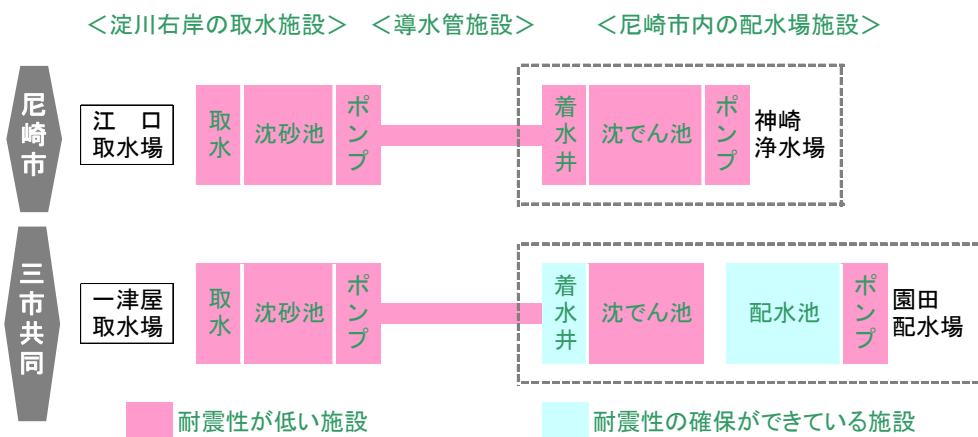 ＜淀川右岸の取水施設＞ ＜導水管施設＞ ＜尼崎市内の配水場施設＞
尼崎市
江　口
取水場
取水
沈砂池
ポンプ
着水井
沈でん池
ポンプ
神崎
浄水場
三市共同
一津屋
取水場
取水
沈砂池
ポンプ
着水井
沈でん池
配水池
ポンプ
園田
配水場
耐震性が低い施設
耐震性の確保ができている施設